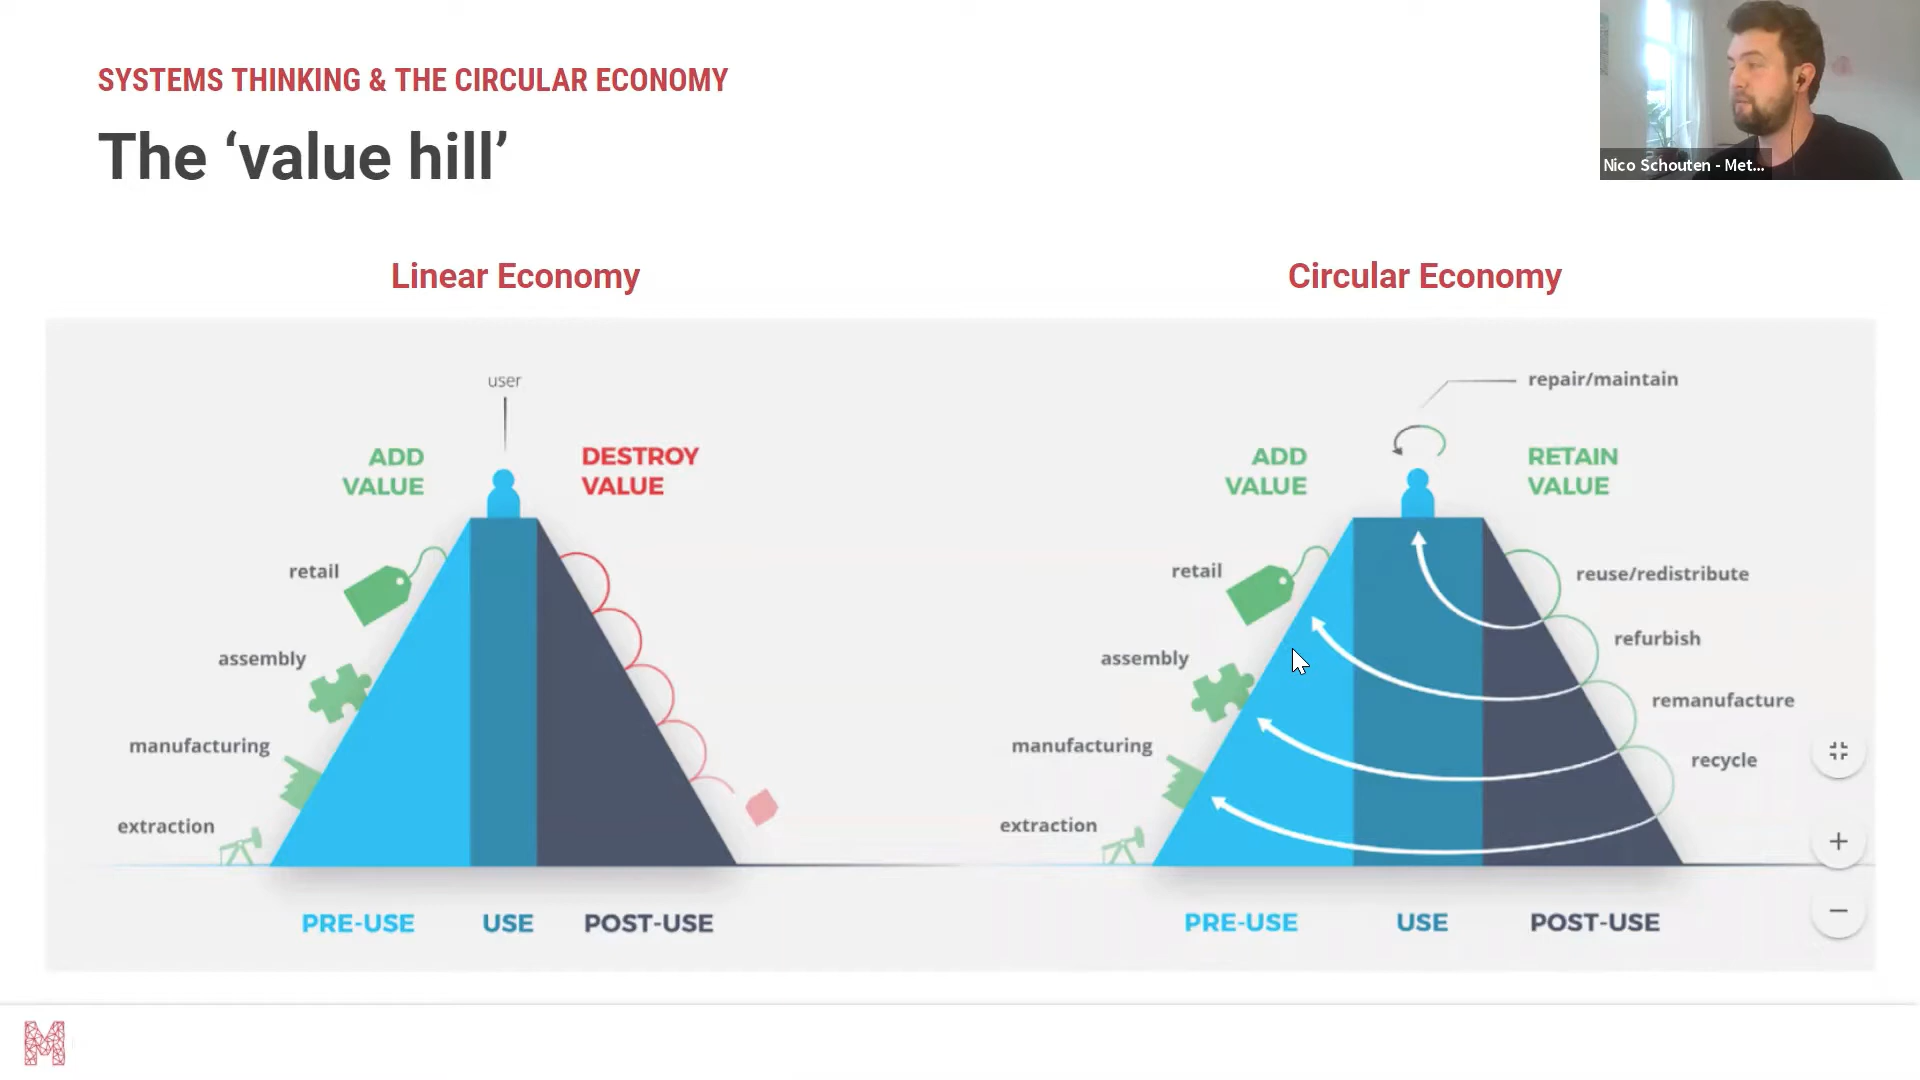 SYSTEMS THINKING & THE CIRCULAR ECONOMY
The ‘value hill’
Nico Schouten - Met...
Linear Economy
Circular Economy
user
ADD
VALUE
DESTROY
VALUE
retail
assembly
manufacturing
extraction
PRE-USE
USE
POST-USE
repair/maintain
ADD
VALUE
RETAIN
VALUE
retail
reuse/redistribute
refurbish
assembly
remanufacture
manufacturing
recycle
extraction
PRE-USE
USE
POST-USE
M